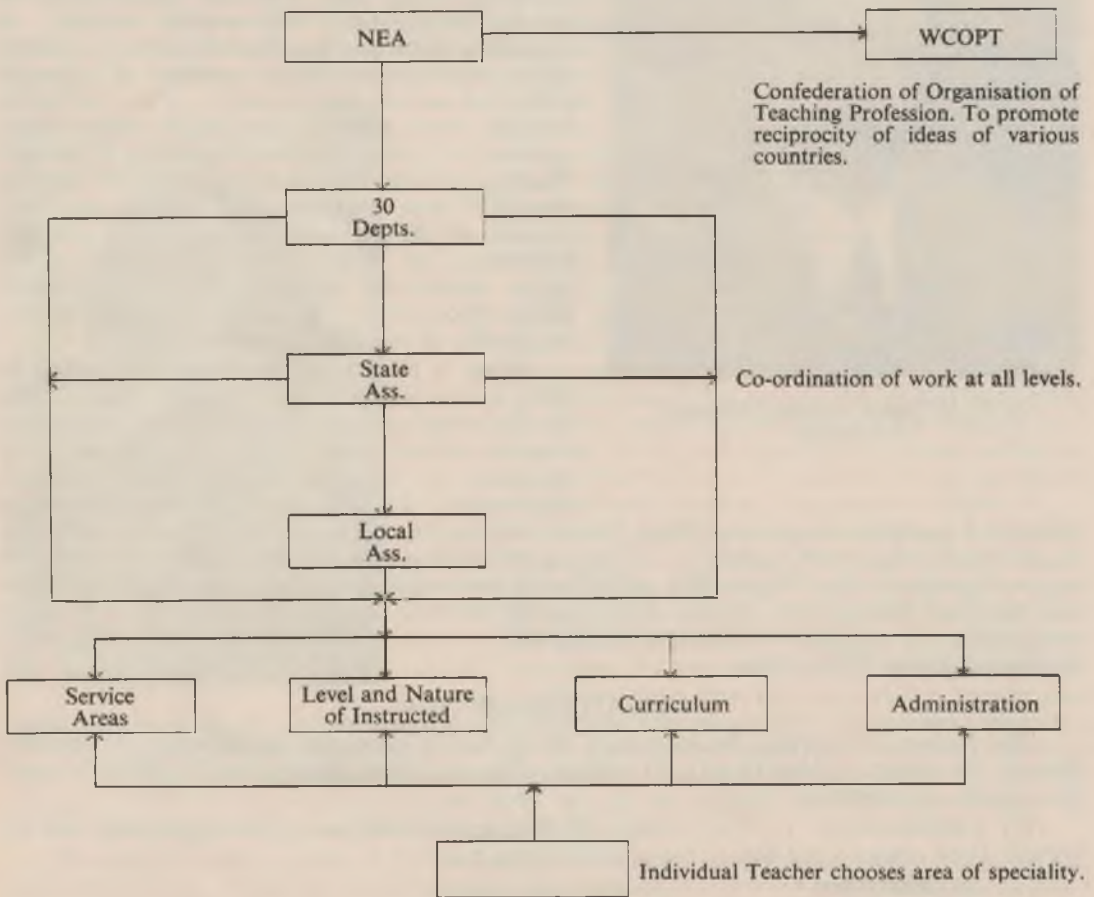 NEA
WCOPT
Confederation of Organisation of
Teaching Profession. To promote
reciprocity of ideas of various
countries.
30
Depts.
State
Ass.
Co-ordination of work at all levels.
Local
Ass.
Service
Areas
Level and Nature
of Instructed
Curriculum
Administration
Individual Teacher chooses area of speciality.